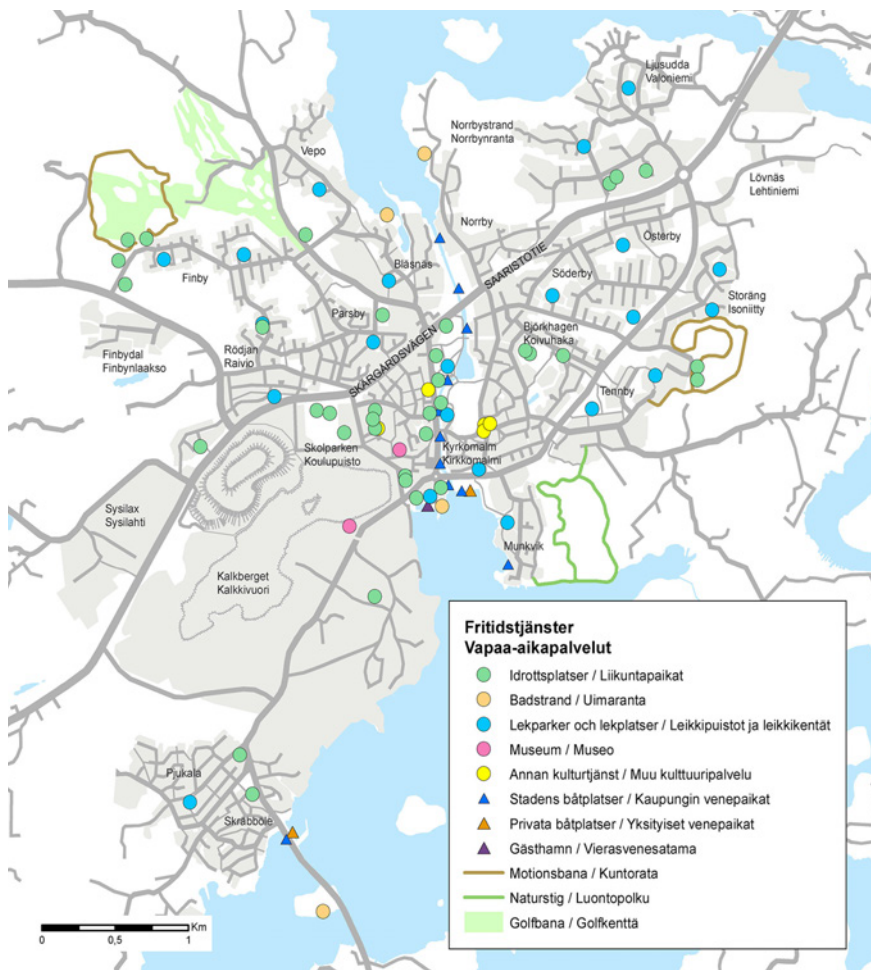 Ljusudda
Valoniemi
Norrbystrand
Norrbynranta
Vepo
Lövnäs
Lehtiniemi
Norrby
Österby
SAARISTOTIE
Finby
Bläsnäs
Söderby
Storäng
Isoniitty
Pärsby
Björkhagen
Koivuhaka
Finbydal
Finbynlaakso
Rödjan
Raivio
SKÄRGÅRDSVÄGEN
Tennby
Skolparken
Koulupuisto
Kyrkomalm
Kirkkomalmi
Sysilax
Sysilahti
Munkvik
Kalkberget
Kalkkivuori
Pjukala
Skräbböle
Fritidstjänster
Vapaa-aikapalvelut
Idrottsplatser / Liikuntapaikat
Badstrand / Uimaranta
Lekparker och lekplatser / Leikkipuistot ja leikkikentät
Museum / Museo
Annan kulturtjänst / Muu kulttuuripalvelu
Stadens båtplatser / Kaupungin venepaikat
Privata båtplatser / Yksityiset venepaikat
Gästhamn / Vierasvenesatama
Motionsbana / Kuntorata
Naturstig / Luontopolku
Golfbana / Golfkenttä
Km
0 0,5 1